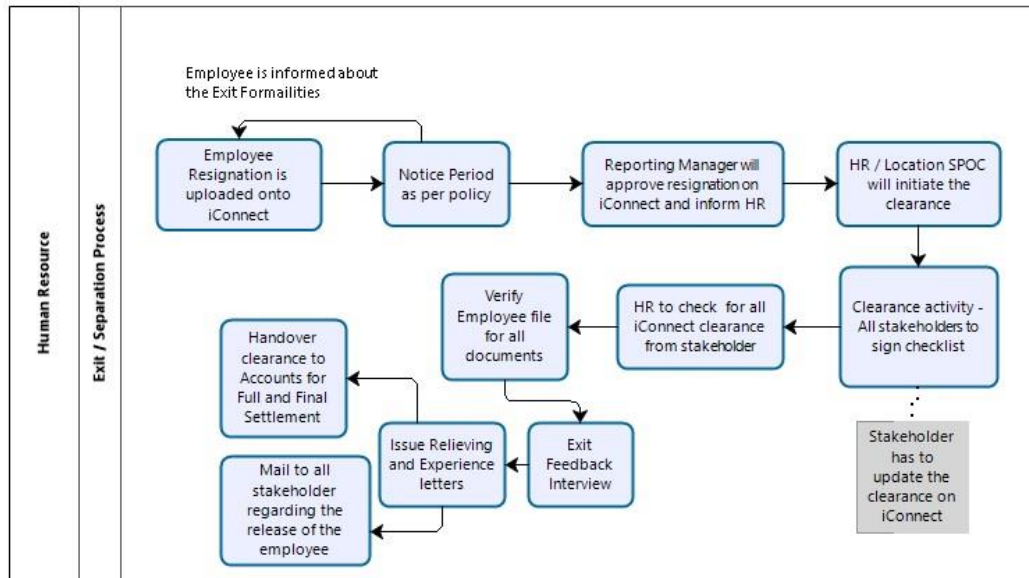 Human Resource
Exit / Separation Process
Employee is informed about
the Exit Formailities
Employee
Resignation is
uploaded onto
iConnect
Notice Period
as per policy
Reporting Manager will
approve resignation on
iConnect and inform HR
HR / Location SPOC
will initiate the
clearance
Clearance activity -
All stakeholders to
sign checklist
Stakeholder
has to
update the
clearance on
iConnect
HR to check for all
iConnect clearance
from stakeholder
Verify
Employee file
for all
documents
Exit
Feedback
Interview
Issue Relieving
and Experience
letters
Handover
clearance to
Accounts for
Full and Final
Settlement
Mail to all
stakeholder
regarding the
release of the
employee